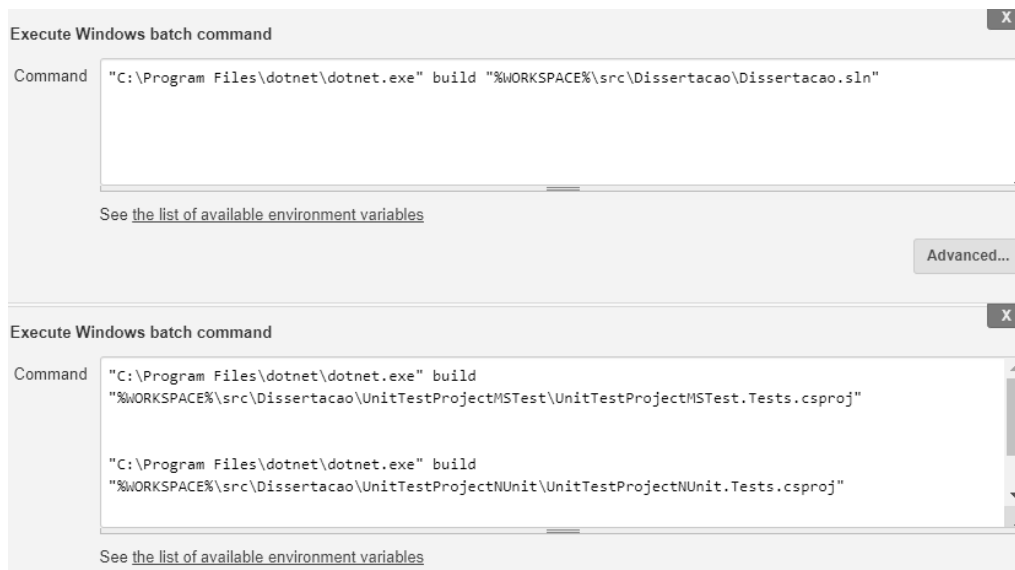 X
Execute Windows batch command
Command "C:\Program Files\dotnet\dotnet.exe" build "%WORKSPACE%\src\Dissertacao\Dissertacao.sln"
See the list of available environment variables
Advanced...
X
Execute Windows batch command
Command "C:\Program Files\dotnet\dotnet.exe" build
"%WORKSPACE%\src\Dissertacao\UnitTestProjectMSTest\UnitTestProjectMSTest.Tests.csproj"
"C:\Program Files\dotnet\dotnet.exe" build
"%WORKSPACE%\src\Dissertacao\UnitTestProjectNUnit\UnitTestProjectNUnit.Tests.csproj"
See the list of available environment variables